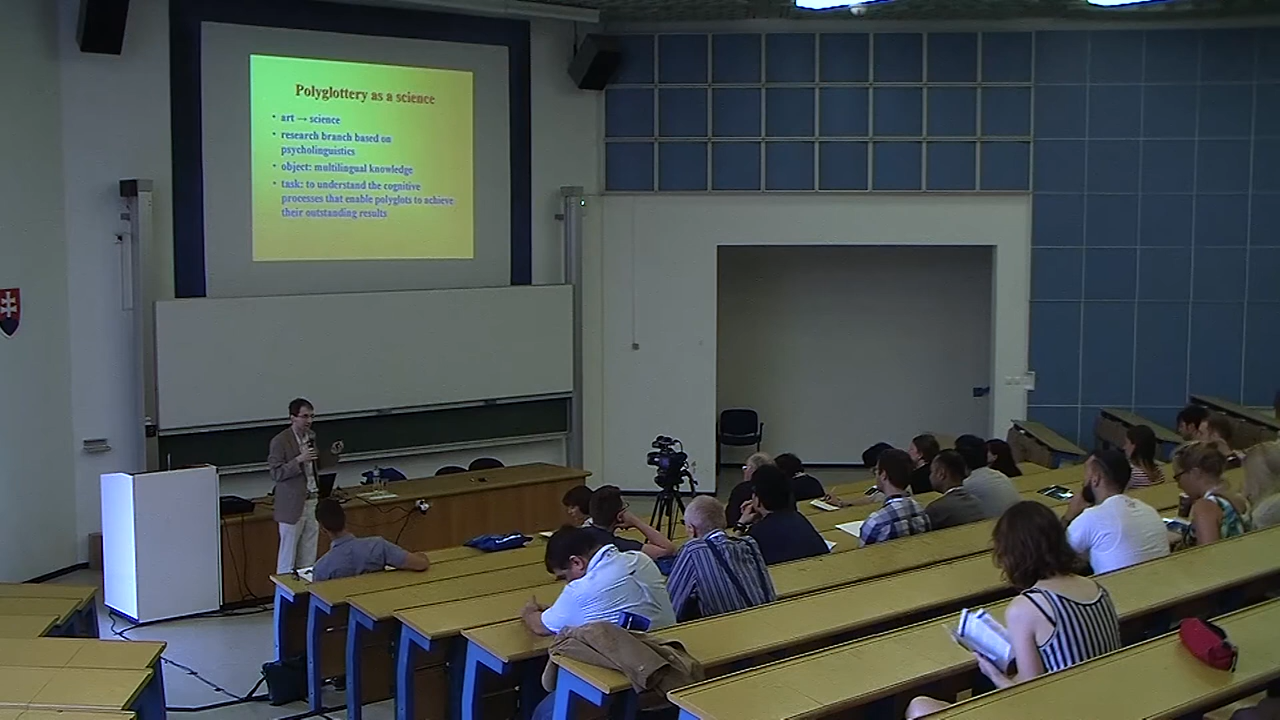 Polyglottery as a science
• art → science
• research branch based on
psycholinguistics
• object: multilingual knowledge
• task: to understand the cognitive
processes that enable polyglots to achieve
their outstanding results